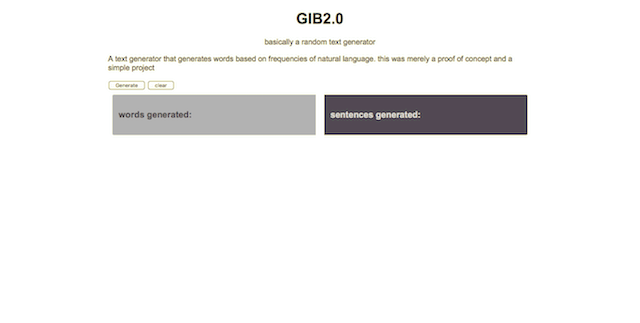 GIB2.0
basically a random text generator
A text generator that generates words based on frequencies of natural language. this was merely a proof of concept and a
simple project
Generate clear
words generated: sentences generated: